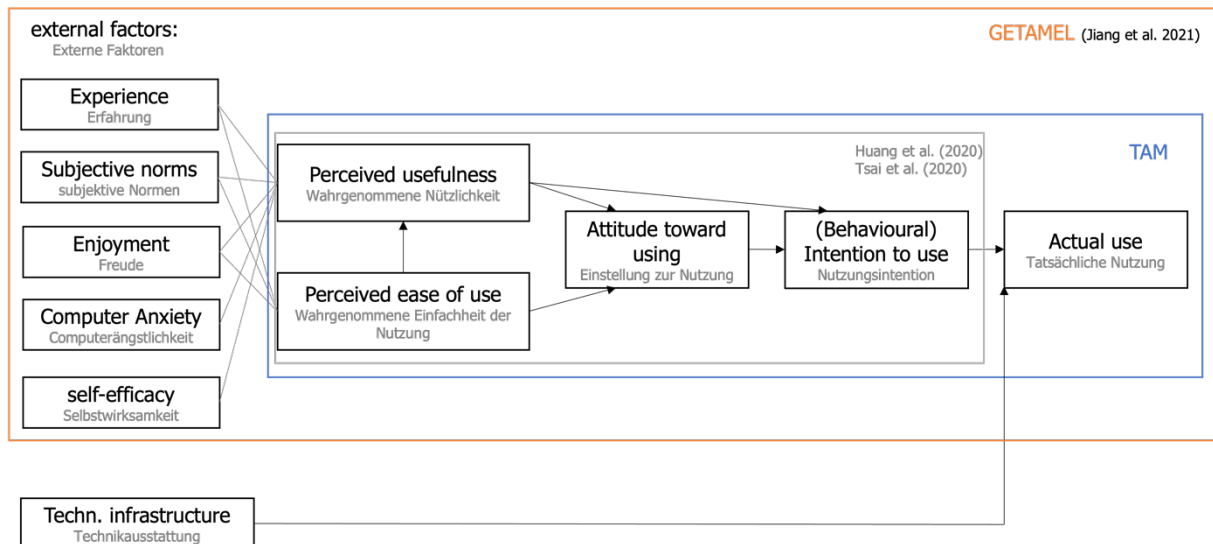 external factors:
Externe Faktoren
GETAMEL (Jiang et al. 2021)
Experience
Erfahrung
Subjective norms
subjektive Normen
Enjoyment
Freude
Computer Anxiety
Computerängstlichkeit
self-efficacy
Selbstwirksamkeit
TAM
Huang et al. (2020)
Tsai et al. (2020)
Perceived usefulness
Wahrgenommene Nützlichkeit
Perceived ease of use
Wahrgenommene Einfachheit der
Nutzung
Attitude toward
using
Einstellung zur Nutzung
(Behavioural)
Intention to use
Nutzungsintention
Actual use
Tatsächliche Nutzung
Techn. infrastructure
Technikausstattung